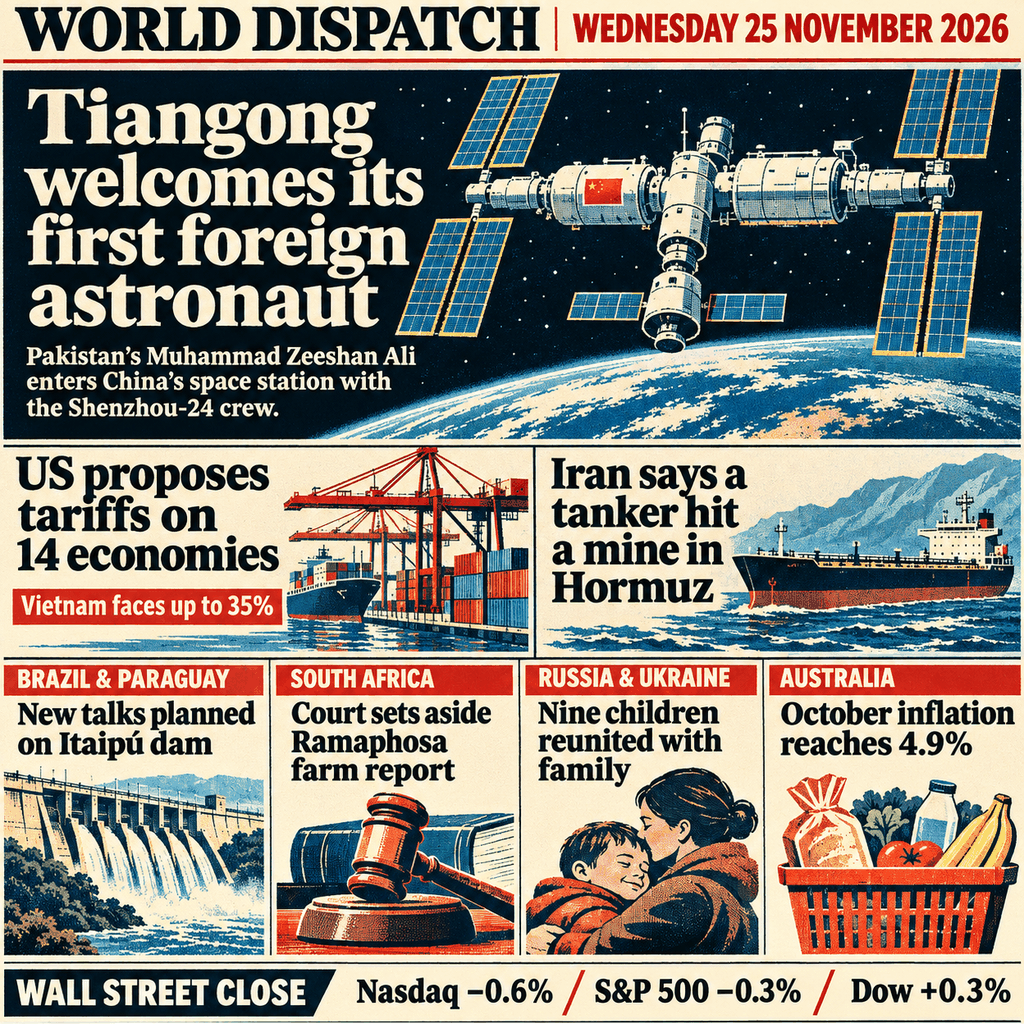 WORLD DISPATCH
WEDNESDAY 25 NOVEMBER 2026
Tiangong
welcomes its
first foreign
astronaut
Pakistan's Muhammad Zeeshan Ali
enters China's space station with
the Shenzhou-24 crew.
US proposes
tariffs on
14 economies
Vietnam faces up to 35%
Iran says a
tanker hit
a mine in
Hormuz
BRAZIL & PARAGUAY
New talks planned
on Itaipú dam
SOUTH AFRICA
Court sets aside
Ramaphosa
farm report
RUSSIA & UKRAINE
Nine children
reunited with
family
AUSTRALIA
October inflation
reaches 4.9%
WALL STREET CLOSE
Nasdaq −0.6% / S&P 500 −0.3% / Dow +0.3%